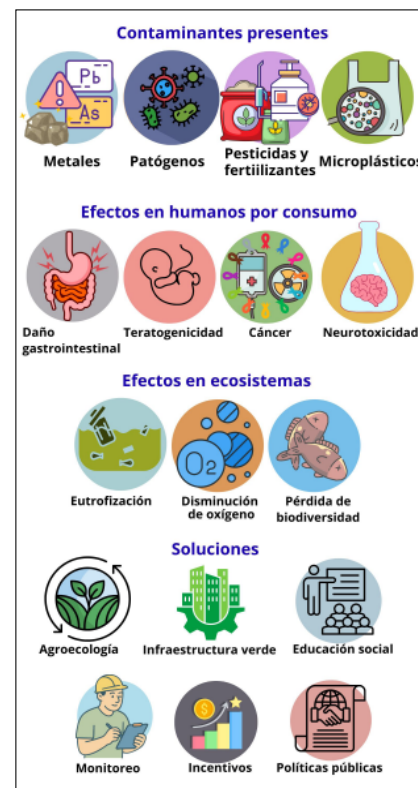 Contaminantes presentes
Pb
As
Metales
Patógenos
Pesticidas y
fertiilizantes
Microplásticos
Efectos en humanos por consumo
Daño
gastrointestinal
Teratogenicidad
Cáncer
Neurotoxicidad
Efectos en ecosistemas
O2
Eutrofización
Disminución
de oxígeno
Pérdida de
biodiversidad
Soluciones
Agroecología
Infraestructura verde
Educación social
$
Monitoreo
Incentivos
Políticas públicas